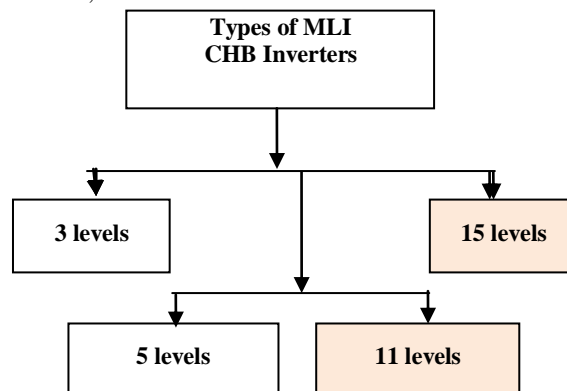 Types of MLI
CHB Inverters
3 levels
15 levels
5 levels
11 levels